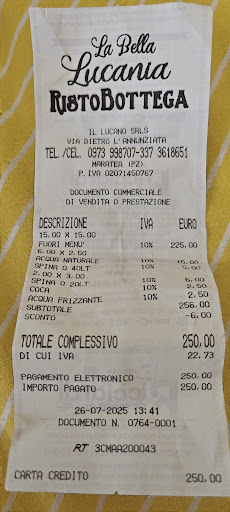 La Bella
Lucania
RISTOBOTTEGA
IL LUCANO SRLS
VIA DIETRO L'ANNUNZIATA
TEL./CEL. 0973 998707-337 3618651
MARATEA (PZ)
P.IVA 02071450767
DOCUMENTO COMMERCIALE
DI VENDITA O PRESTAZIONE
DESCRIZIONE IVA EURO
15.00 X 15.00
FUORI MENU' 10% 225,00
6.00 X 2.50
ACQUA NATURALE 10% 15,00
SPINA 0.40LT 10% 5,00
2.00 X 3.00
SPINA 0.20LT 10% 6,00
COCA 10% 2,50
ACQUA FRIZZANTE 10% 2,50
SUBTOTALE 256,00
SCONTO -6,00
TOTALE COMPLESSIVO 250,00
DI CUI IVA 22,73
PAGAMENTO ELETTRONICO 250,00
IMPORTO PAGATO 250,00
26-07-2025 13:41
DOCUMENTO N. 0764-0001
RT 3CMAA200043
CARTA CREDITO 250,00